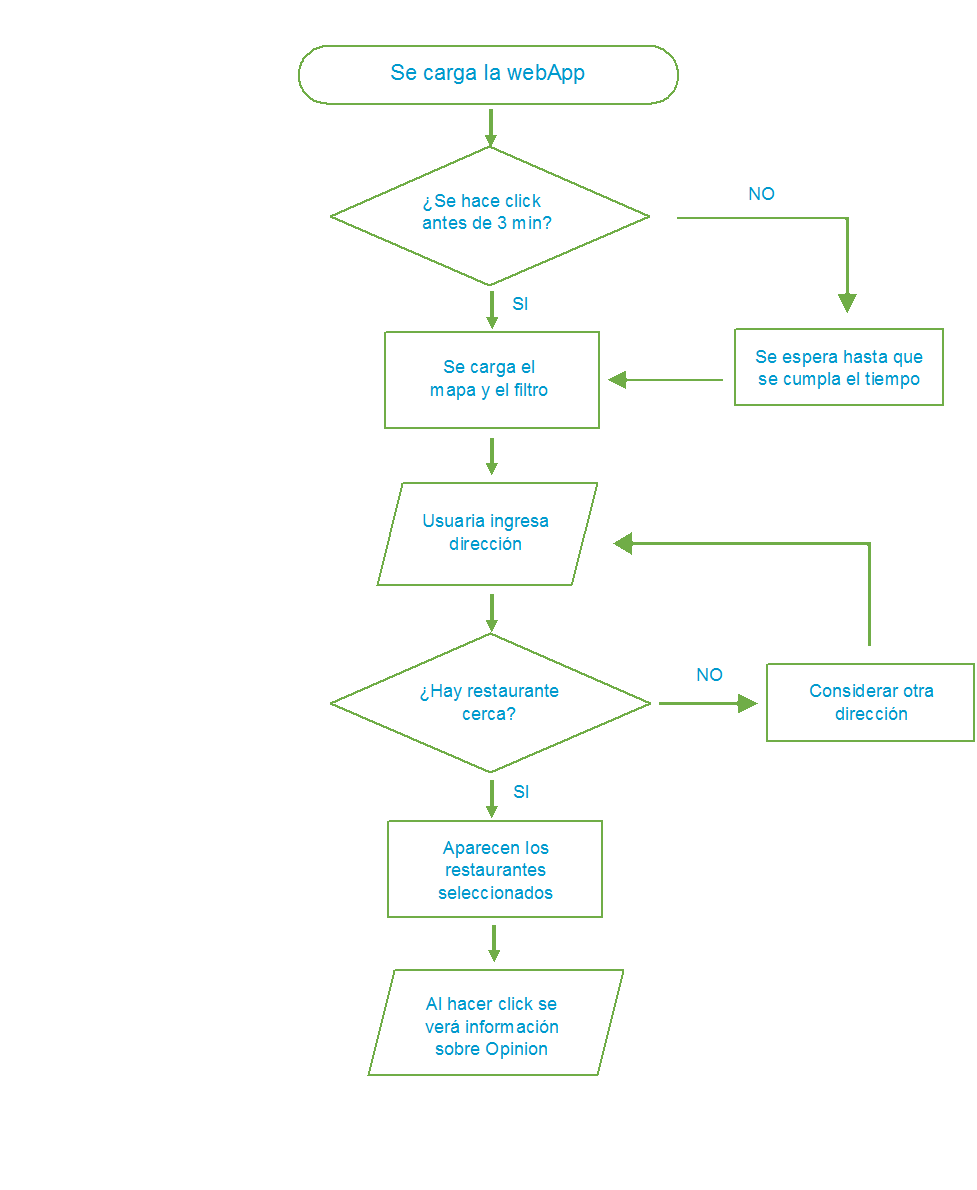 Se carga la webApp
¿Se hace click
antes de 3 min?
NO
SI
Se carga el
mapa y el filtro
Se espera hasta que
se cumpla el tiempo
Usuaria ingresa
dirección
¿Hay restaurante
cerca?
NO
Considerar otra
dirección
SI
Aparecen los
restaurantes
seleccionados
Al hacer click se
verá información
sobre Opinion